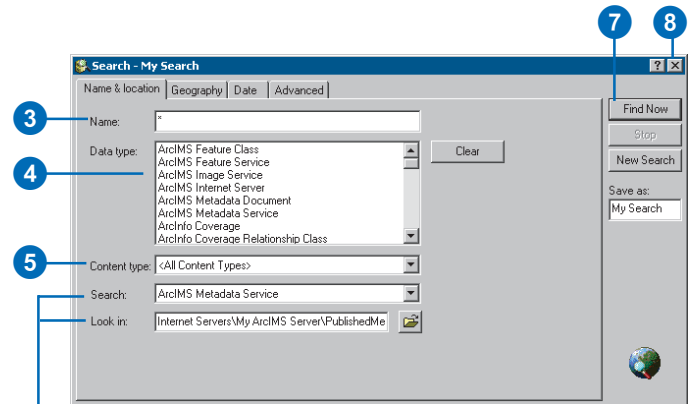 7
8
Search - My Search
Name & location
Geography
Date
Advanced
3
Name:
*
Find Now
Stop
4
Data type:
ArcIMS Feature Class
ArcIMS Feature Service
ArcIMS Image Service
ArcIMS Internet Server
ArcIMS Metadata Document
ArcIMS Metadata Service
ArcInfo Coverage
ArcInfo Coverage Relationship Class
Clear
New Search
Save as:
My Search
5
Content type:
<All Content Types>
Search:
ArcIMS Metadata Service
Look in:
Internet Servers\My ArcIMS Server\PublishedMe